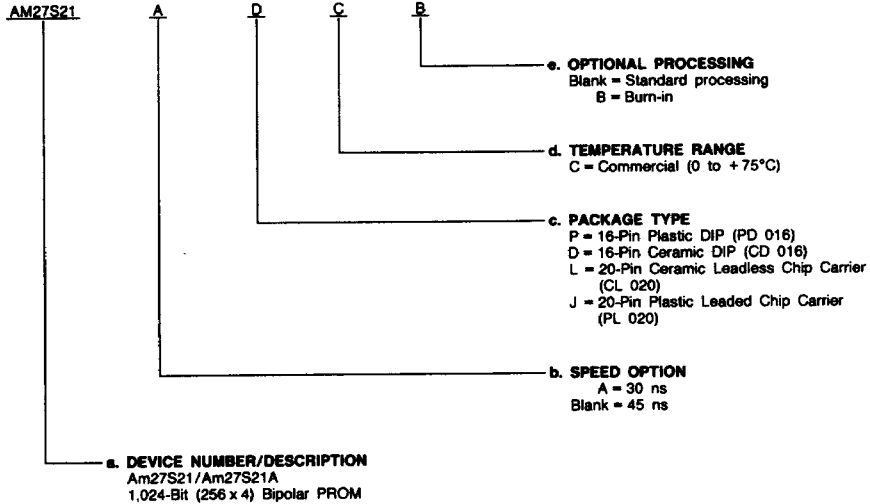 AM27S21 A D C B
e. OPTIONAL PROCESSING
Blank = Standard processing
B = Burn-in
d. TEMPERATURE RANGE
C = Commercial (0 to +75°C)
c. PACKAGE TYPE
P = 16-Pin Plastic DIP (PD 016)
D = 16-Pin Ceramic DIP (CD 016)
L = 20-Pin Ceramic Leadless Chip Carrier
(CL 020)
J = 20-Pin Plastic Leaded Chip Carrier
(PL 020)
b. SPEED OPTION
A = 30 ns
Blank = 45 ns
a. DEVICE NUMBER/DESCRIPTION
Am27S21/Am27S21A
1,024-Bit (256 x 4) Bipolar PROM